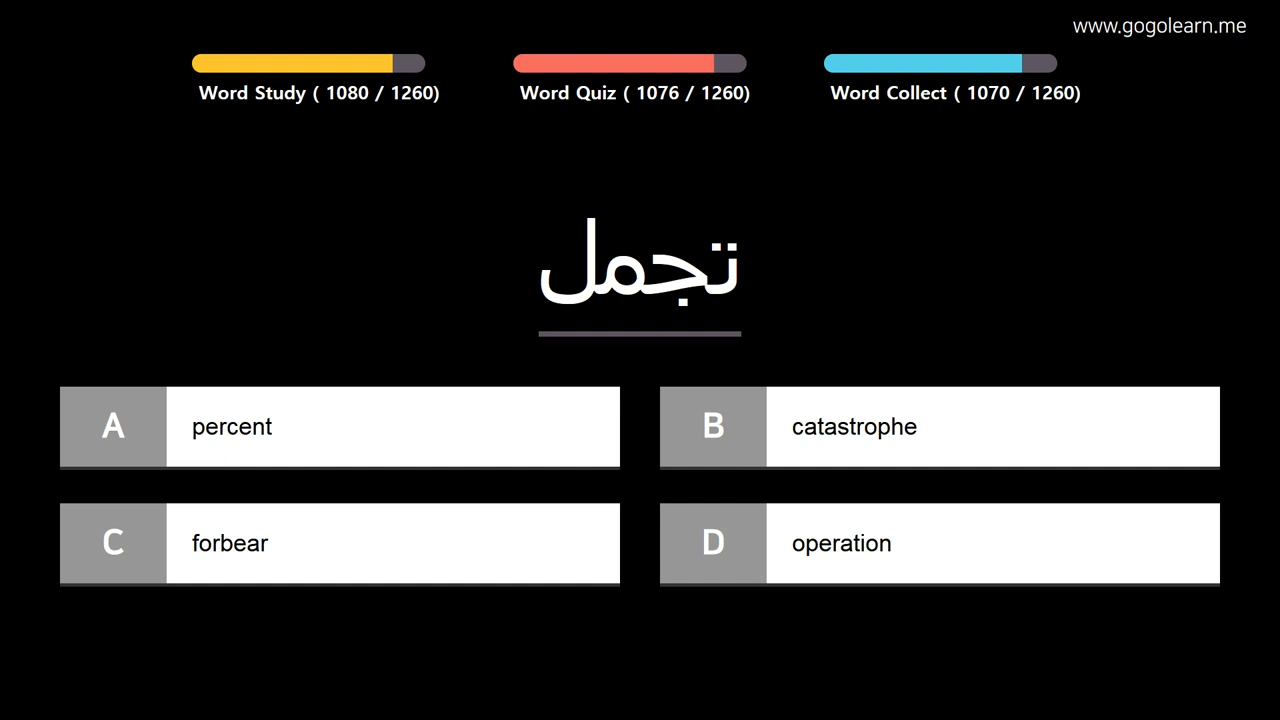 www.gogolearn.me
Word Study ( 1080 / 1260)
Word Quiz ( 1076 / 1260)
Word Collect ( 1070 / 1260)
تجمل
A percent
B catastrophe
C forbear
D operation